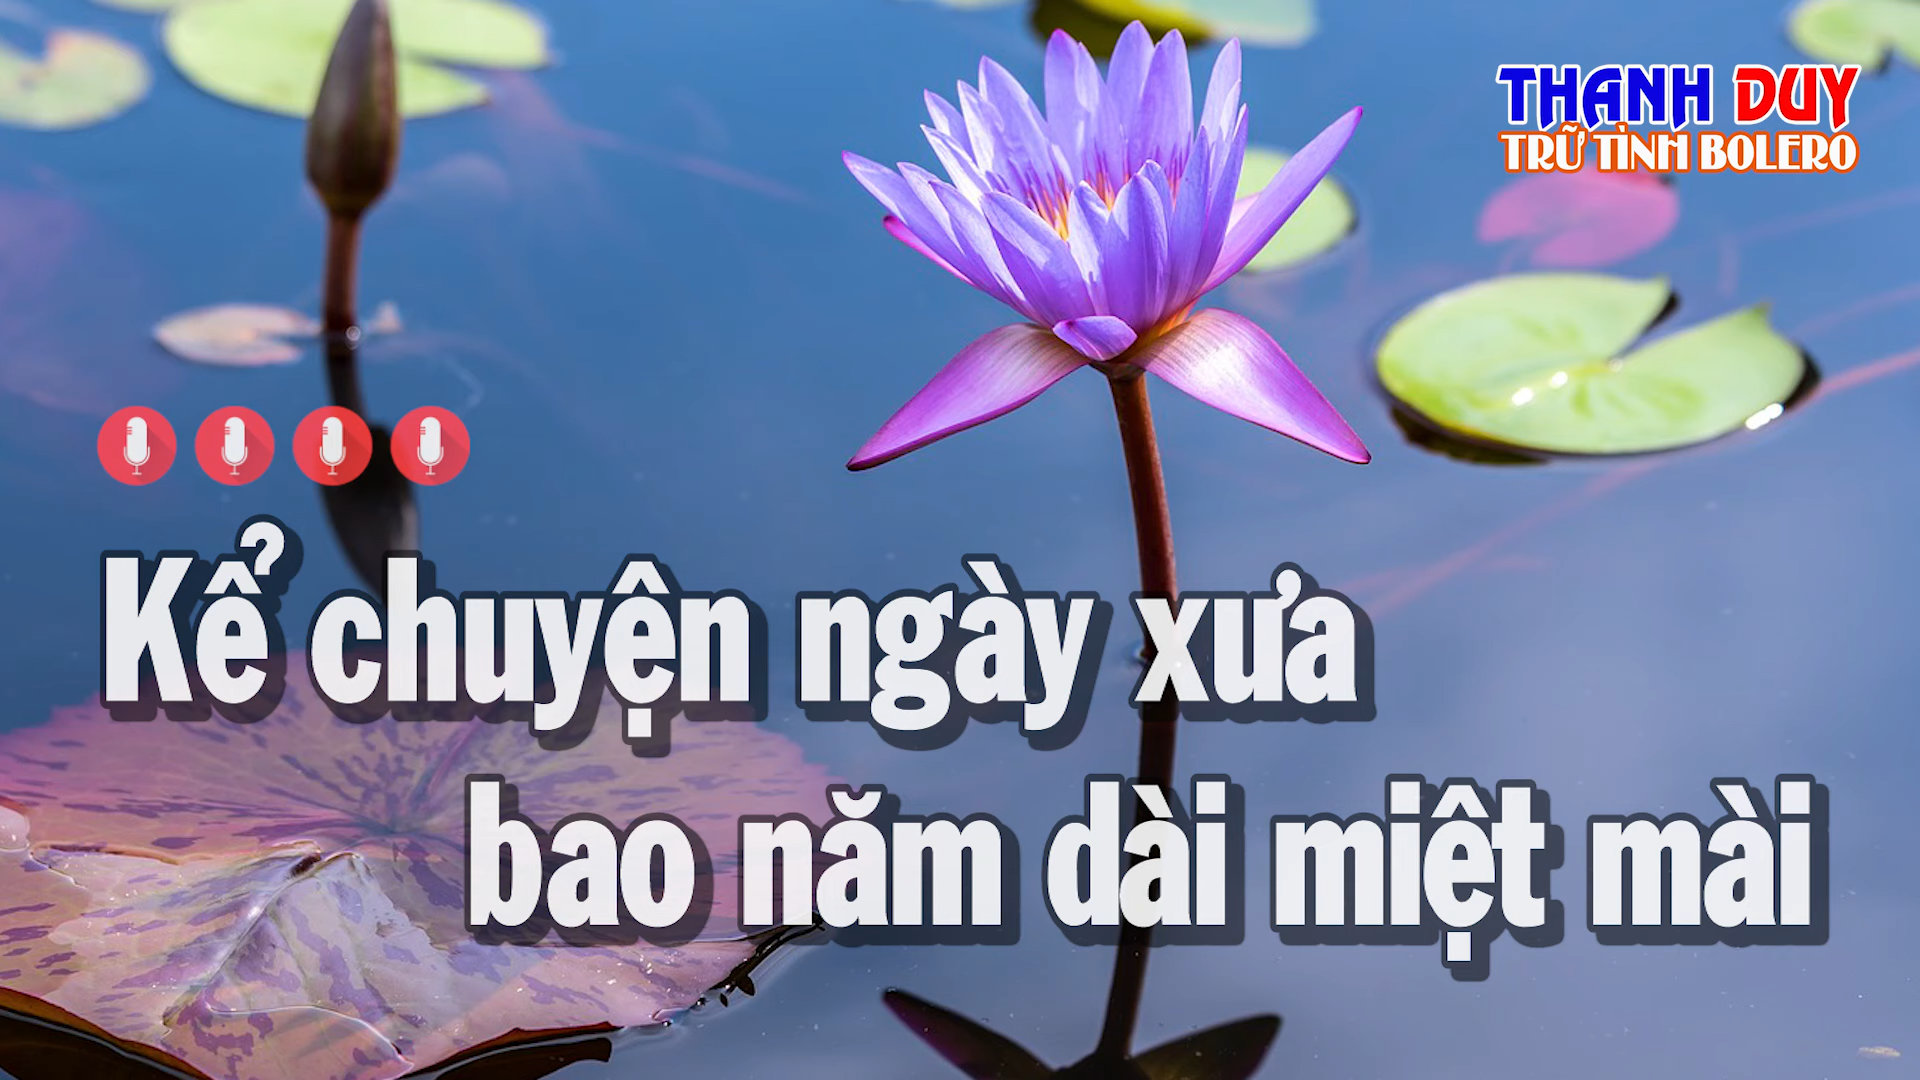 THANH DUY
TRỮ TÌNH BOLERO
Kể chuyện ngày xưa
bao năm dài miệt mài